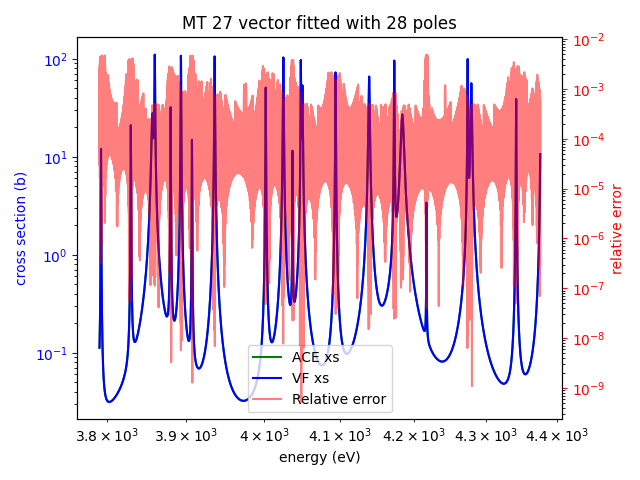 MT 27 vector fitted with 28 poles
cross section (b)
10²
10¹
10⁰
10⁻¹
10⁻²
10⁻³
10⁻⁴
10⁻⁵
10⁻⁶
10⁻⁷
10⁻⁸
10⁻⁹
relative error
ACE xs
VF xs
Relative error
3.8 × 10³ 3.9 × 10³ 4 × 10³ 4.1 × 10³ 4.2 × 10³ 4.3 × 10³ 4.4 × 10³
energy (eV)